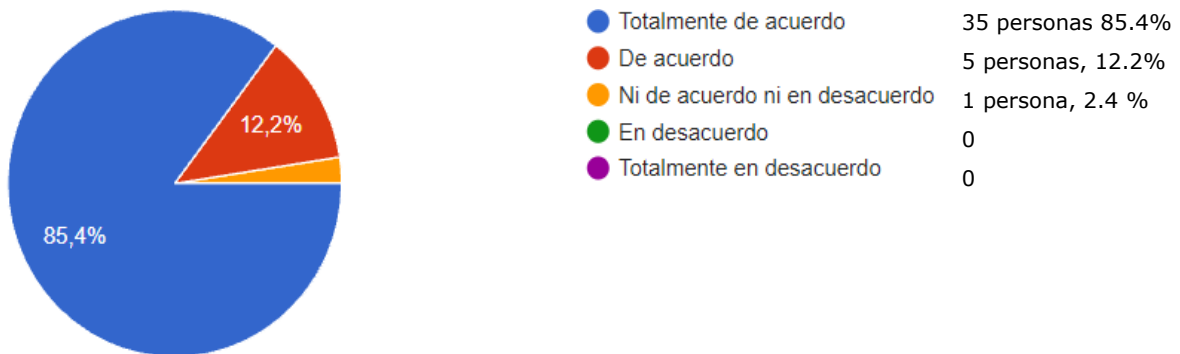 12,2%
85,4%
Totalmente de acuerdo 35 personas 85.4%
De acuerdo 5 personas, 12.2%
Ni de acuerdo ni en desacuerdo 1 persona, 2.4 %
En desacuerdo 0
Totalmente en desacuerdo 0